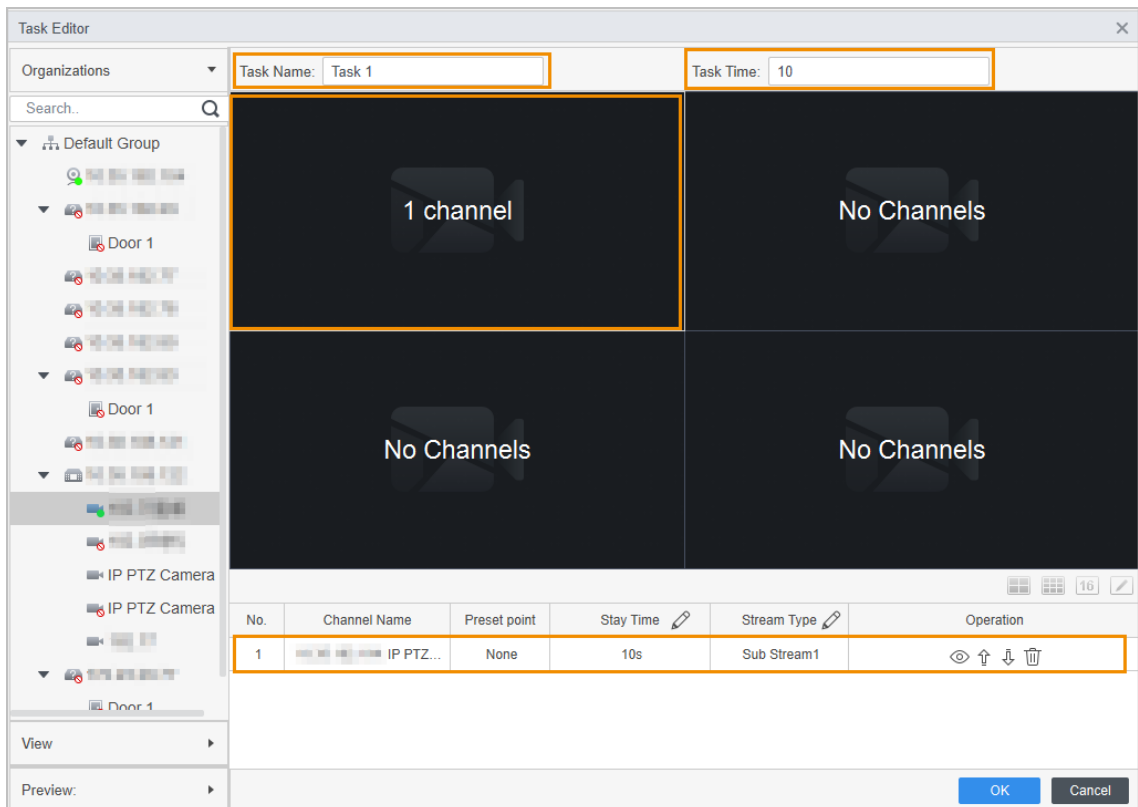 Task Editor
Organizations
Task Name: Task 1
Task Time: 10
Search..
Default Group
Door 1
Door 1
IP PTZ Camera
IP PTZ Camera
Door 1
View
Preview:
1 channel
No Channels
No Channels
No Channels
16
No. Channel Name Preset point Stay Time Stream Type Operation
1 IP PTZ... None 10s Sub Stream1
OK Cancel